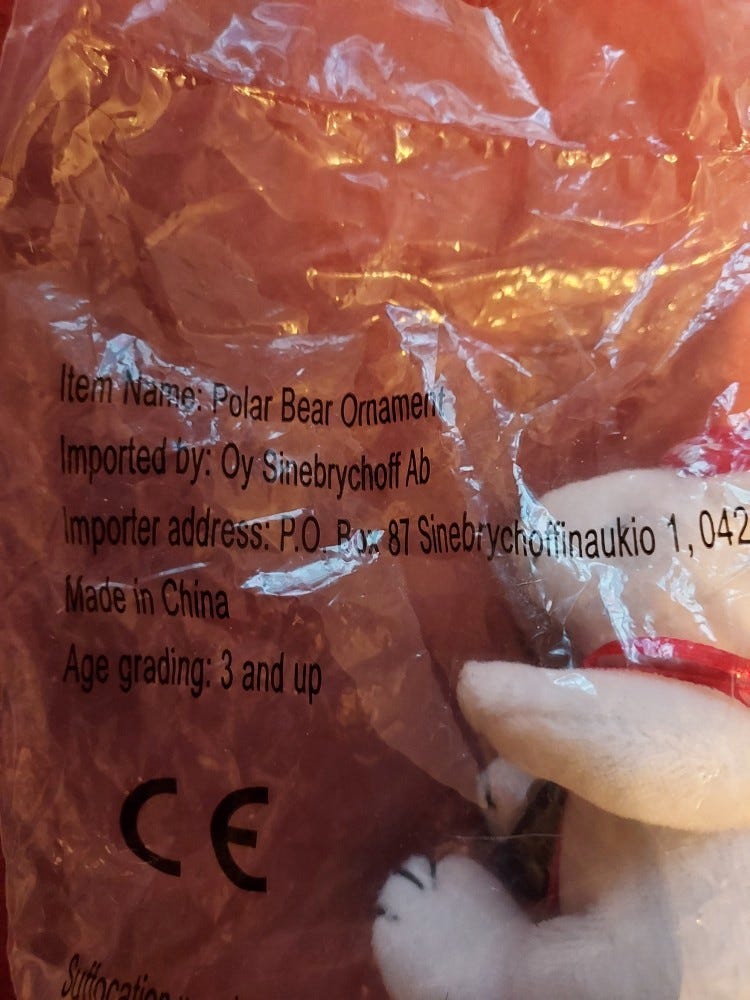 Item Name: Polar Bear Ornament
Imported by: Oy Sinebrychoff Ab
Importer address: P.O. Box 87 Sinebrychoffinaukio 1, 042
Made in China
Age grading: 3 and up
CE
Suffocation